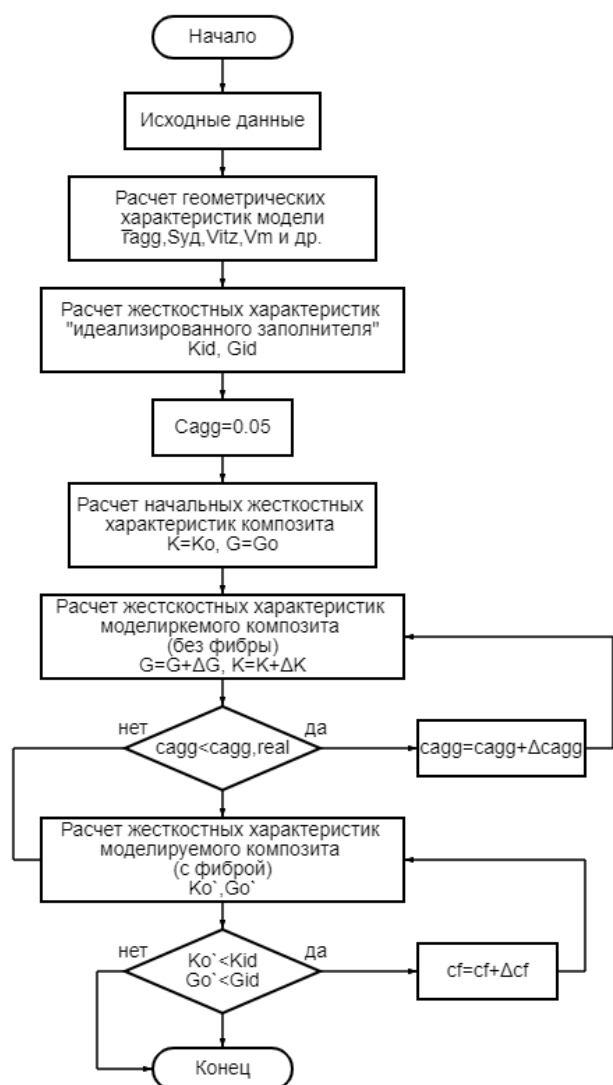 Начало
Исходные данные
Расчет геометрических
характеристик модели
r̄agg,Sуд,Vitz,Vm и др.
Расчет жесткостных характеристик
"идеализированного заполнителя"
Kid, Gid
Cagg=0.05
Расчет начальных жесткостных
характеристик композита
K=Ko, G=Go
Расчет жестскостных характеристик
моделиркемого композита
(без фибры)
G=G+ΔG, K=K+ΔK
нет
да
cagg<cagg,real
cagg=cagg+Δcagg
Расчет жесткостных характеристик
моделируемого композита
(с фиброй)
Ko`,Go`
нет
да
Ko`<Kid
Go`<Gid
cf=cf+Δcf
Конец